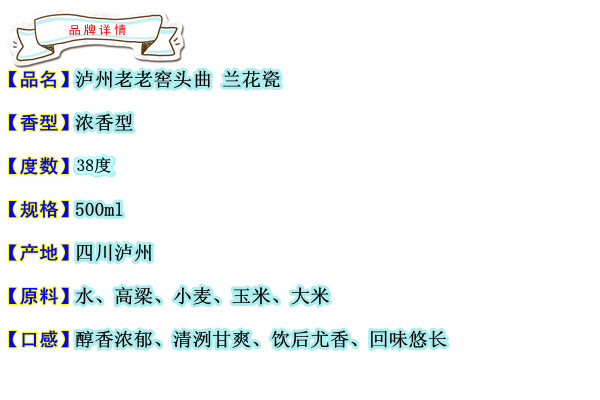 品牌详情
【品名】泸州老老窖头曲 兰花瓷
【香型】浓香型
【度数】38度
【规格】500ml
【产地】四川泸州
【原料】水、高粱、小麦、玉米、大米
【口感】醇香浓郁、清洌甘爽、饮后尤香、回味悠长